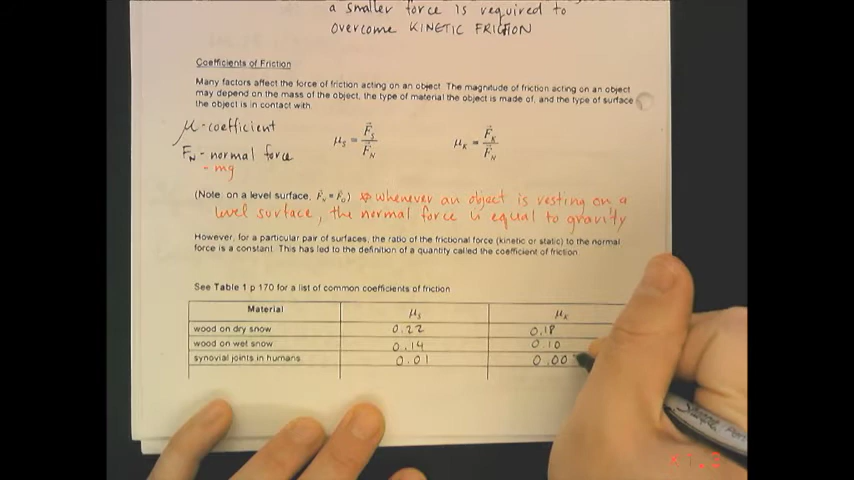 a smaller force is required to
overcome KINETIC FRICTION
Coefficients of Friction
Many factors affect the force of friction acting on an object. The magnitude of friction acting on an object
may depend on the mass of the object, the type of material the object is made of, and the type of surface
the object is in contact with.
μ-coefficient
F_N - normal force
- mg
μ_s = F_s / F_N
μ_K = F_K / F_N
(Note: on a level surface, F_N = F_G) * whenever an object is resting on a
level surface, the normal force is equal to gravity
However, for a particular pair of surfaces, the ratio of the frictional force (kinetic or static) to the normal
force is a constant. This has led to the definition of a quantity called the coefficient of friction.
See Table 1 p 170 for a list of common coefficients of friction
Material μ_s μ_K
wood on dry snow 0.22 0.18
wood on wet snow 0.14 0.10
synovial joints in humans 0.01 0.00
x1.3